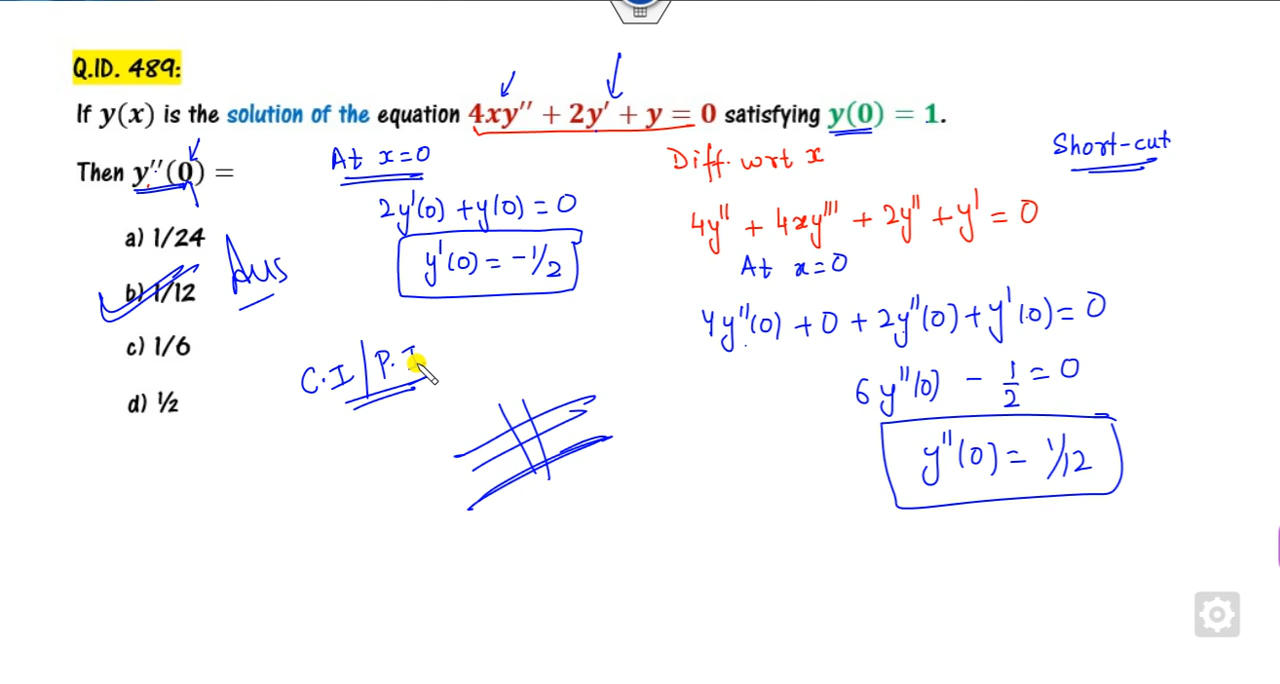 Q.ID. 489:
If y(x) is the solution of the equation 4xy'' + 2y' + y = 0 satisfying y(0) = 1.
Then y''(0) =
a) 1/24
b) 1/12
c) 1/6
d) ½
Ans
At x=0
2y'(0) + y(0) = 0
y'(0) = -1/2
C.I | P.I
Short-cut
Diff. wrt x
4y'' + 4xy''' + 2y'' + y' = 0
At x=0
4y''(0) + 0 + 2y''(0) + y'(0) = 0
6y''(0) - 1/2 = 0
y''(0) = 1/12